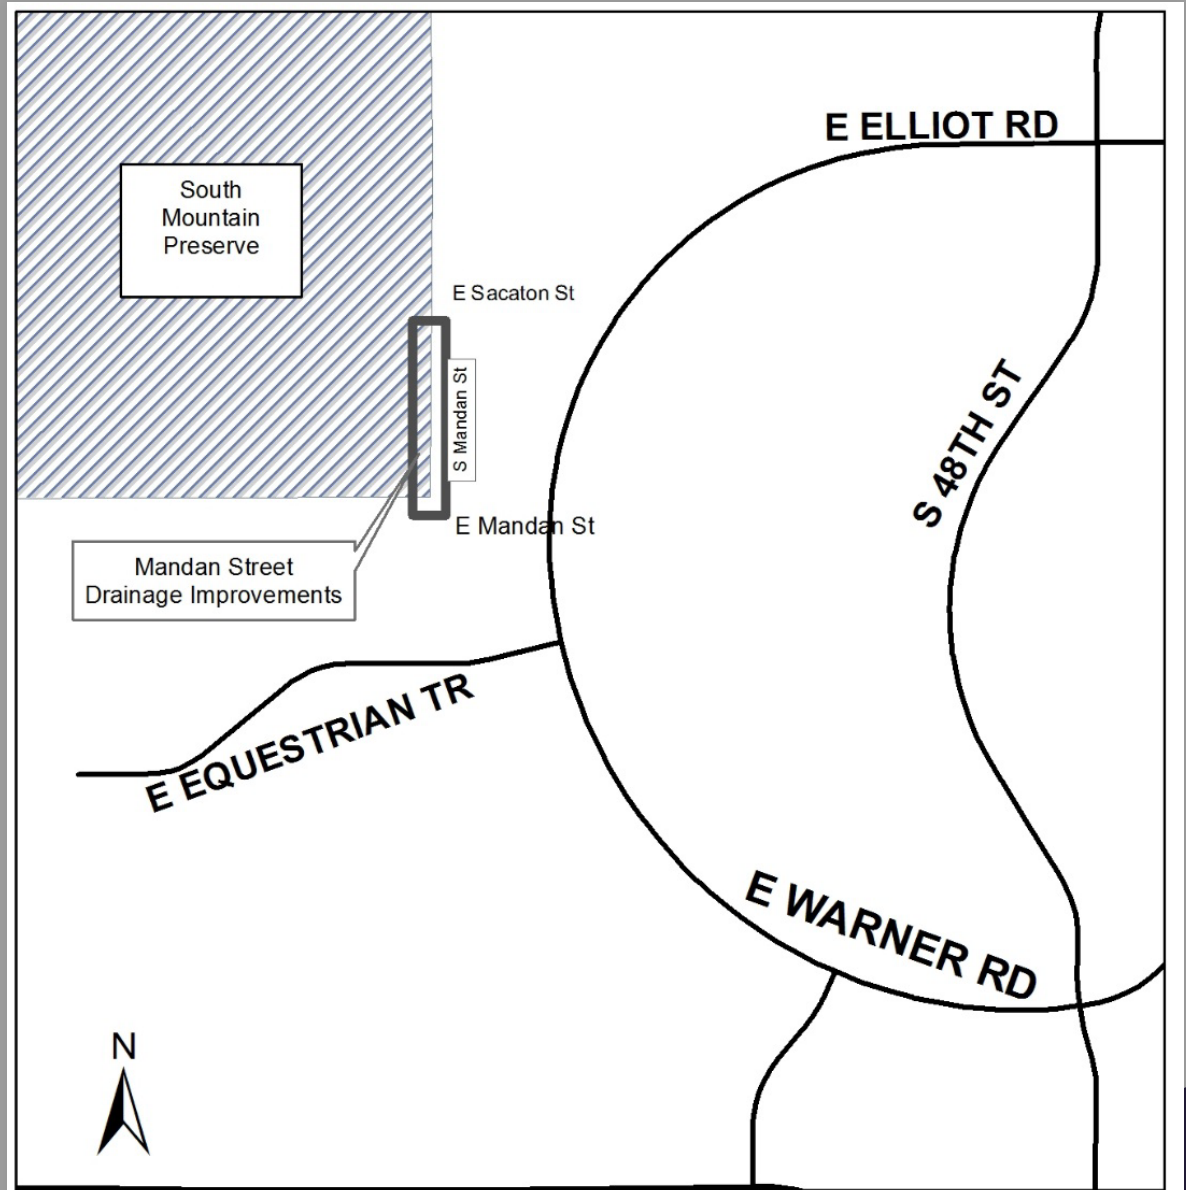 E ELLIOT RD
South
Mountain
Preserve
E Sacaton St
S Mandan St
S 48TH ST
E Mandan St
Mandan Street
Drainage Improvements
E EQUESTRIAN TR
E WARNER RD
N